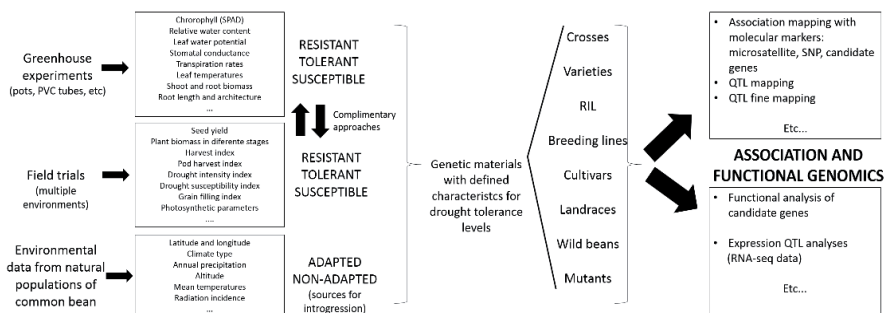 Greenhouse
experiments
(pots, PVC tubes, etc)
Chrorophyll (SPAD)
Relative water content
Leaf water potential
Stomatal conductance
Transpiration rates
Leaf temperatures
Shoot and root biomass
Root length and architecture
...
RESISTANT
TOLERANT
SUSCEPTIBLE
Complimentary
approaches
Field trials
(multiple
environments)
Seed yield
Plant biomass in diferente stages
Harvest index
Pod harvest index
Drought intensity index
Drought susceptibility index
Grain filling index
Photosynthetic parameters
....
RESISTANT
TOLERANT
SUSCEPTIBLE
Environmental
data from natural
populations of
common bean
Latitude and longitude
Climate type
Annual precipitation
Altitude
Mean temperatures
Radiation incidence
...
ADAPTED
NON-ADAPTED
(sources for
introgression)
Genetic materials
with defined
characteristcs for
drought tolerance
levels
Crosses
Varieties
RIL
Breeding lines
Cultivars
Landraces
Wild beans
Mutants
• Association mapping with
molecular markers:
microsatellite, SNP, candidate
genes
• QTL mapping
• QTL fine mapping
Etc...
ASSOCIATION AND
FUNCTIONAL GENOMICS
• Functional analysis of
candidate genes
• Expression QTL analyses
(RNA-seq data)
Etc...